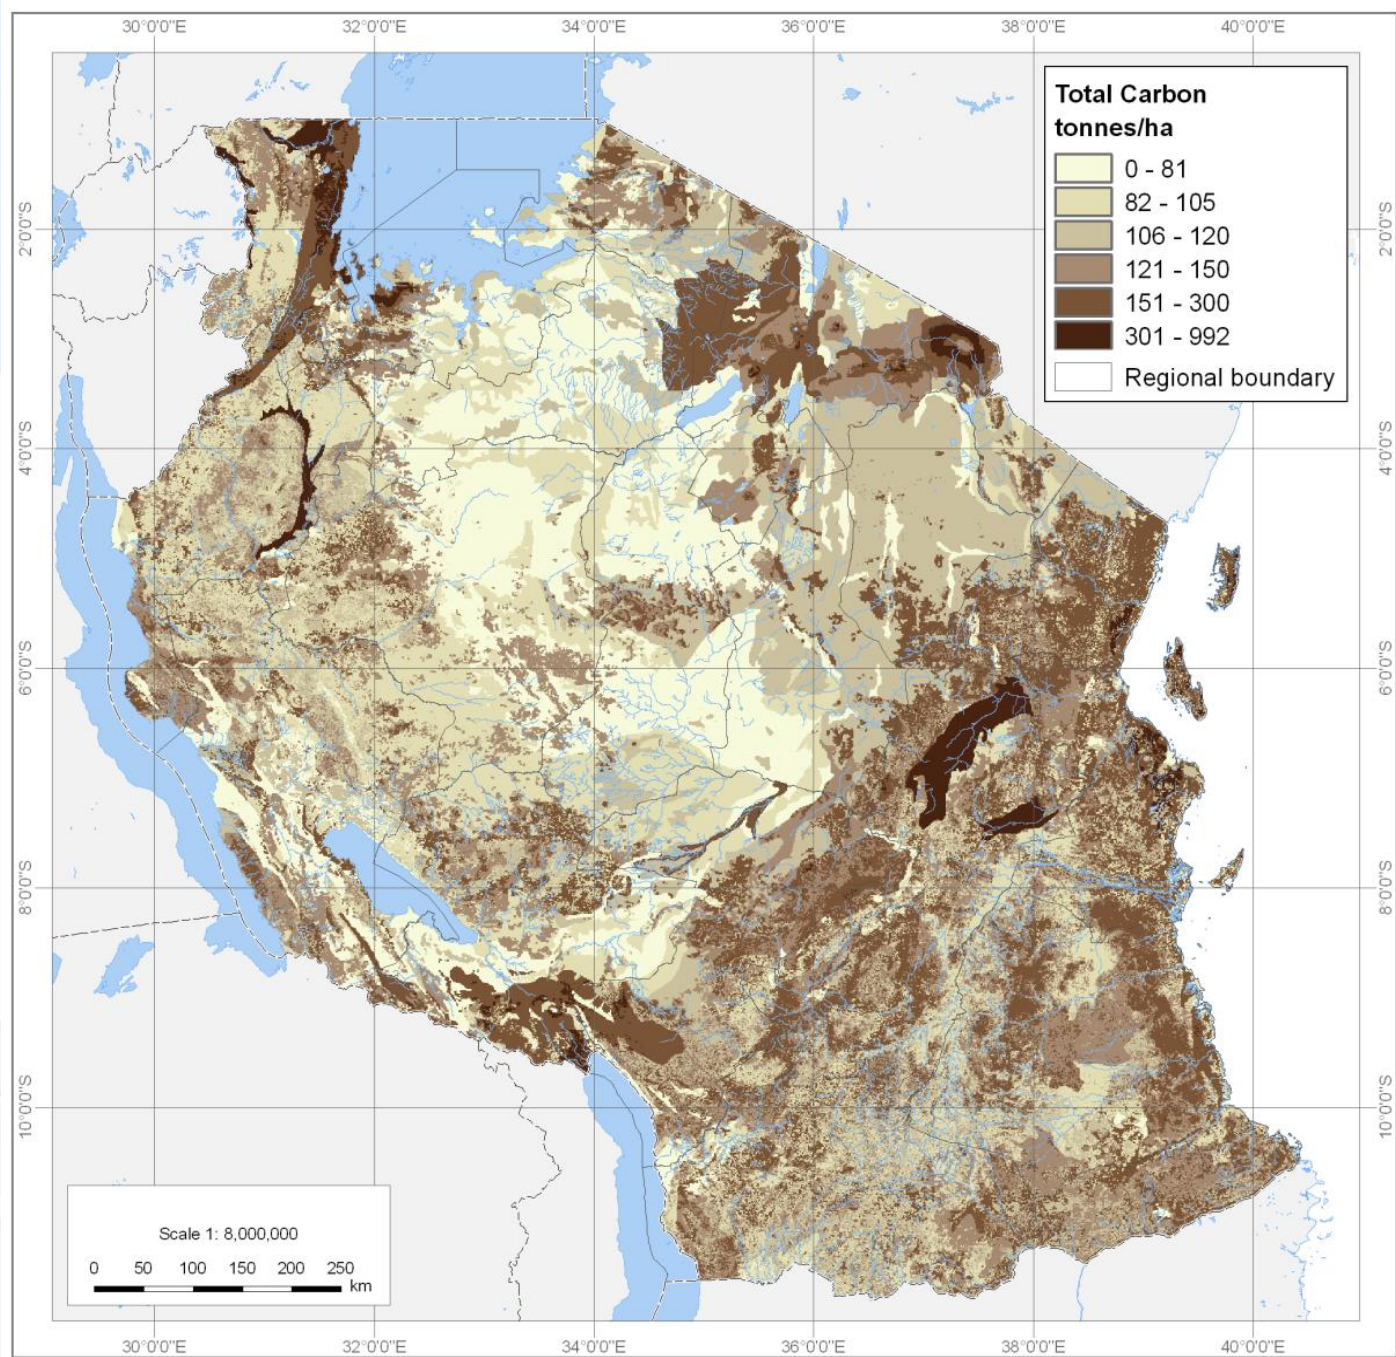 30°0'0"E 32°0'0"E 34°0'0"E 36°0'0"E 38°0'0"E 40°0'0"E
Total Carbon
tonnes/ha
0 - 81
82 - 105
106 - 120
121 - 150
151 - 300
301 - 992
Regional boundary
2°0'0"S 2°0'0"S
4°0'0"S 4°0'0"S
6°0'0"S 6°0'0"S
8°0'0"S 8°0'0"S
10°0'0"S 10°0'0"S
Scale 1: 8,000,000
0 50 100 150 200 250 km
30°0'0"E 32°0'0"E 34°0'0"E 36°0'0"E 38°0'0"E 40°0'0"E